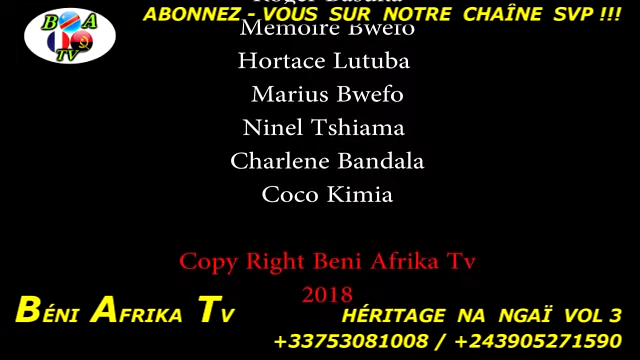 ABONNEZ - VOUS SUR NOTRE CHAÎNE SVP !!!
B A
TV
Memoire Bwefo
Hortace Lutuba
Marius Bwefo
Ninel Tshiama
Charlene Bandala
Coco Kimia
Copy Right Beni Afrika Tv
2018
BÉNI AFRIKA TV
HÉRITAGE NA NGAÏ VOL 3
+33753081008 / +243905271590